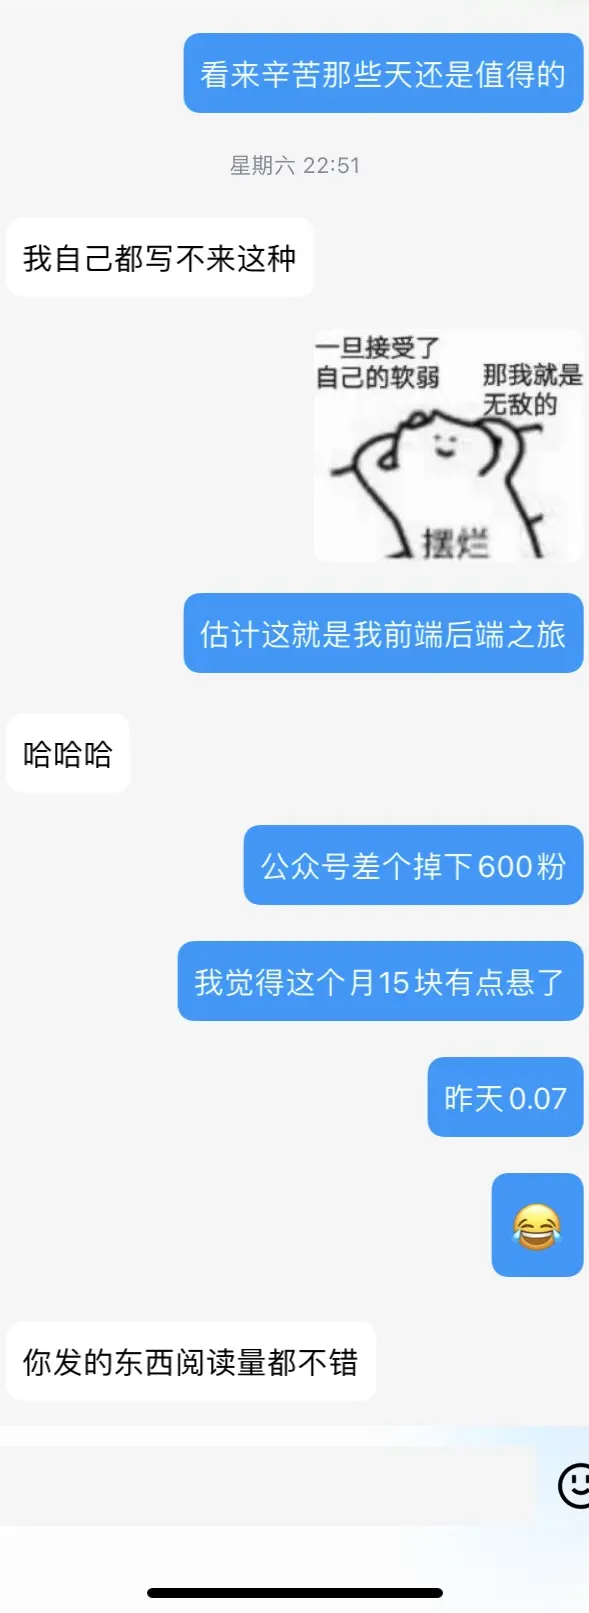 看来辛苦那些天还是值得的
星期六 22:51
我自己都写不来这种
一旦接受了
自己的软弱
那我就是
无敌的
摆烂
估计这就是我前端后端之旅
哈哈哈
公众号差个掉下600粉
我觉得这个月15块有点悬了
昨天0.07
😂
你发的东西阅读量都不错